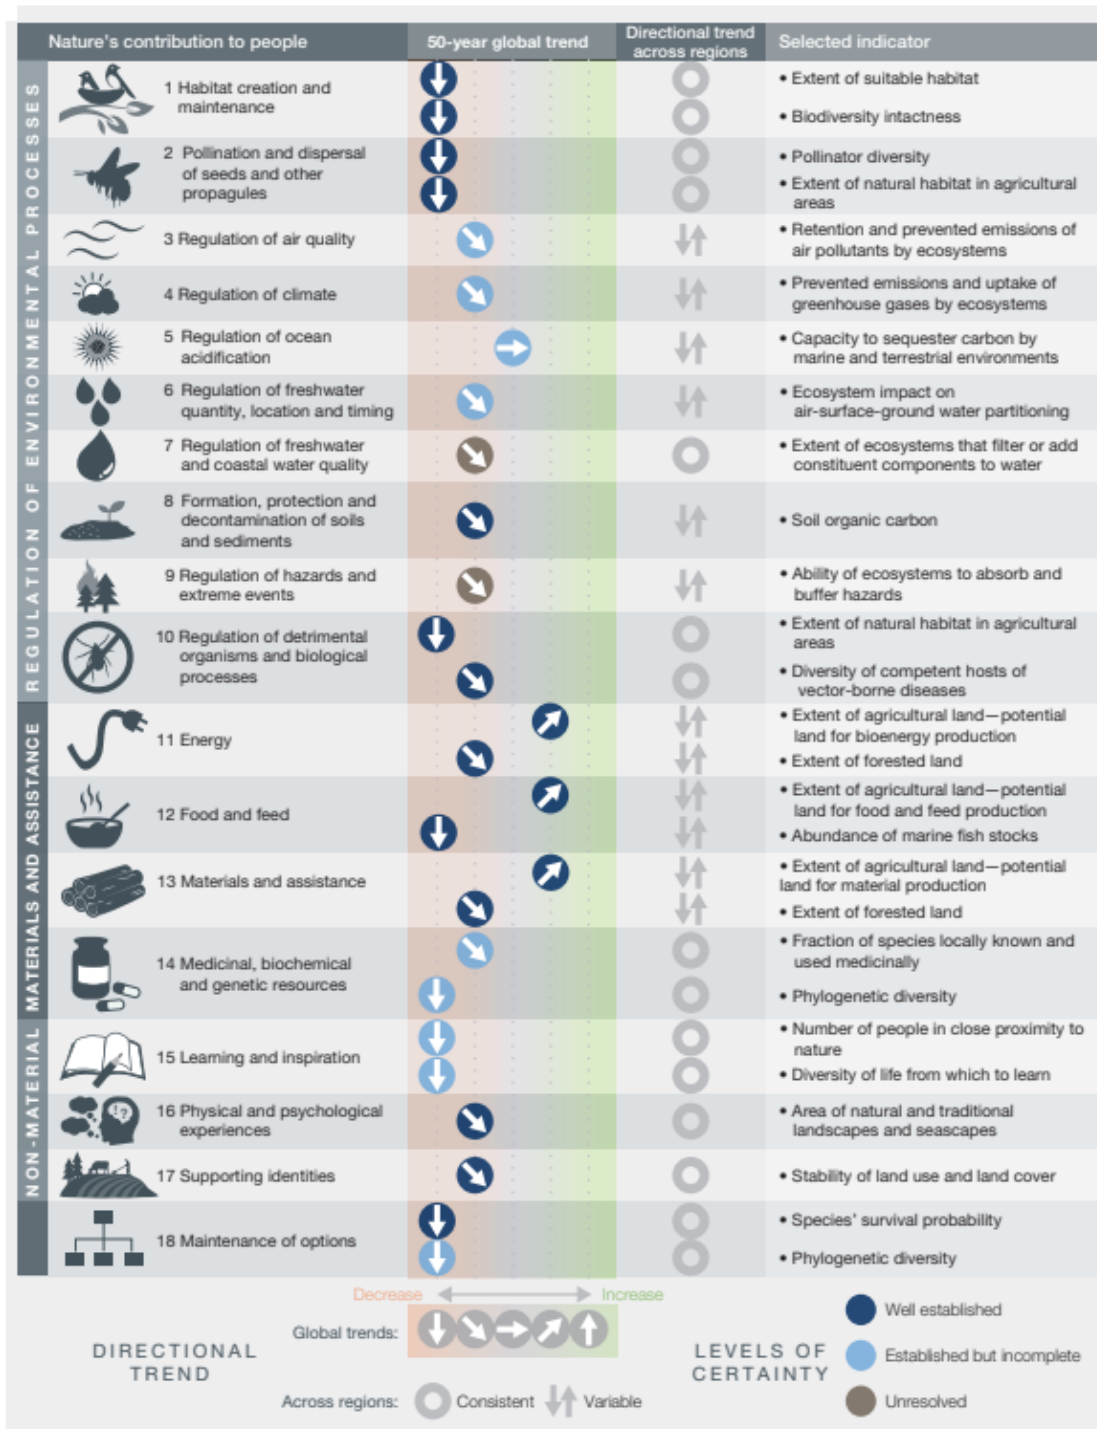 Nature's contribution to people
50-year global trend
Directional trend
across regions
Selected indicator
REGULATION OF ENVIRONMENTAL PROCESSES
1 Habitat creation and
maintenance
• Extent of suitable habitat
• Biodiversity intactness
2 Pollination and dispersal
of seeds and other
propagules
• Pollinator diversity
• Extent of natural habitat in agricultural
areas
3 Regulation of air quality
• Retention and prevented emissions of
air pollutants by ecosystems
4 Regulation of climate
• Prevented emissions and uptake of
greenhouse gases by ecosystems
5 Regulation of ocean
acidification
• Capacity to sequester carbon by
marine and terrestrial environments
6 Regulation of freshwater
quantity, location and timing
• Ecosystem impact on
air-surface-ground water partitioning
7 Regulation of freshwater
and coastal water quality
• Extent of ecosystems that filter or add
constituent components to water
8 Formation, protection and
decontamination of soils
and sediments
• Soil organic carbon
9 Regulation of hazards and
extreme events
• Ability of ecosystems to absorb and
buffer hazards
10 Regulation of detrimental
organisms and biological
processes
• Extent of natural habitat in agricultural
areas
• Diversity of competent hosts of
vector-borne diseases
MATERIALS AND ASSISTANCE
11 Energy
• Extent of agricultural land—potential
land for bioenergy production
• Extent of forested land
12 Food and feed
• Extent of agricultural land—potential
land for food and feed production
• Abundance of marine fish stocks
13 Materials and assistance
• Extent of agricultural land—potential
land for material production
• Extent of forested land
14 Medicinal, biochemical
and genetic resources
• Fraction of species locally known and
used medicinally
• Phylogenetic diversity
NON-MATERIAL
15 Learning and inspiration
• Number of people in close proximity to
nature
• Diversity of life from which to learn
16 Physical and psychological
experiences
• Area of natural and traditional
landscapes and seascapes
17 Supporting identities
• Stability of land use and land cover
18 Maintenance of options
• Species' survival probability
• Phylogenetic diversity
Decrease
Increase
DIRECTIONAL
TREND
Global trends:
Across regions:
Consistent
Variable
LEVELS OF
CERTAINTY
Well established
Established but incomplete
Unresolved